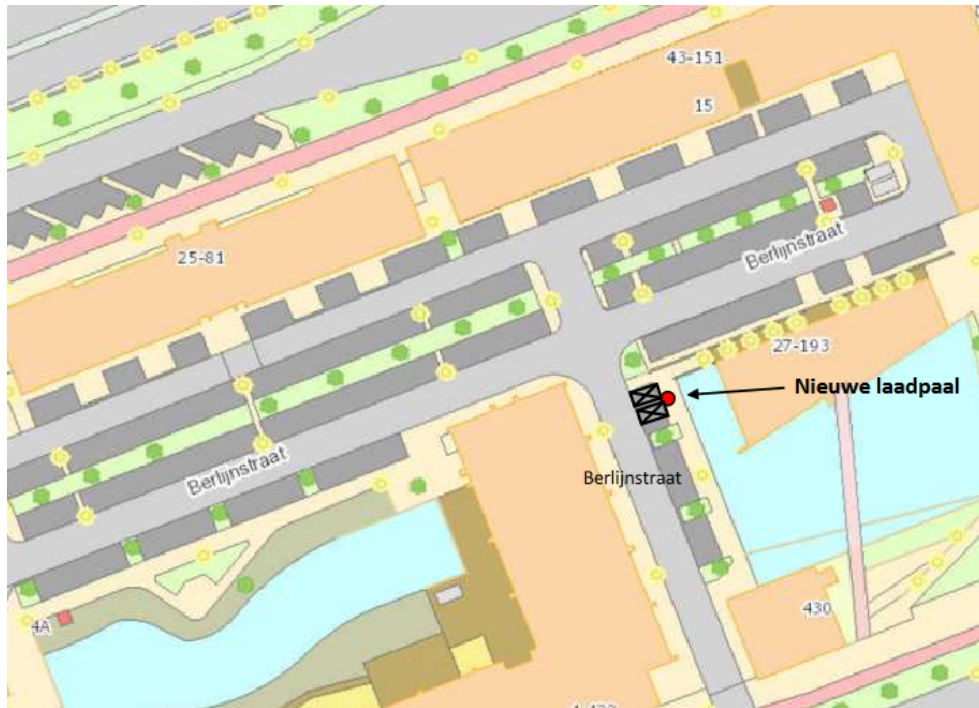 43-151
15
25-81
Berlijnstraat
27-193
Nieuwe laadpaal
Berlijnstraat
Berlijnstraat
430
4A